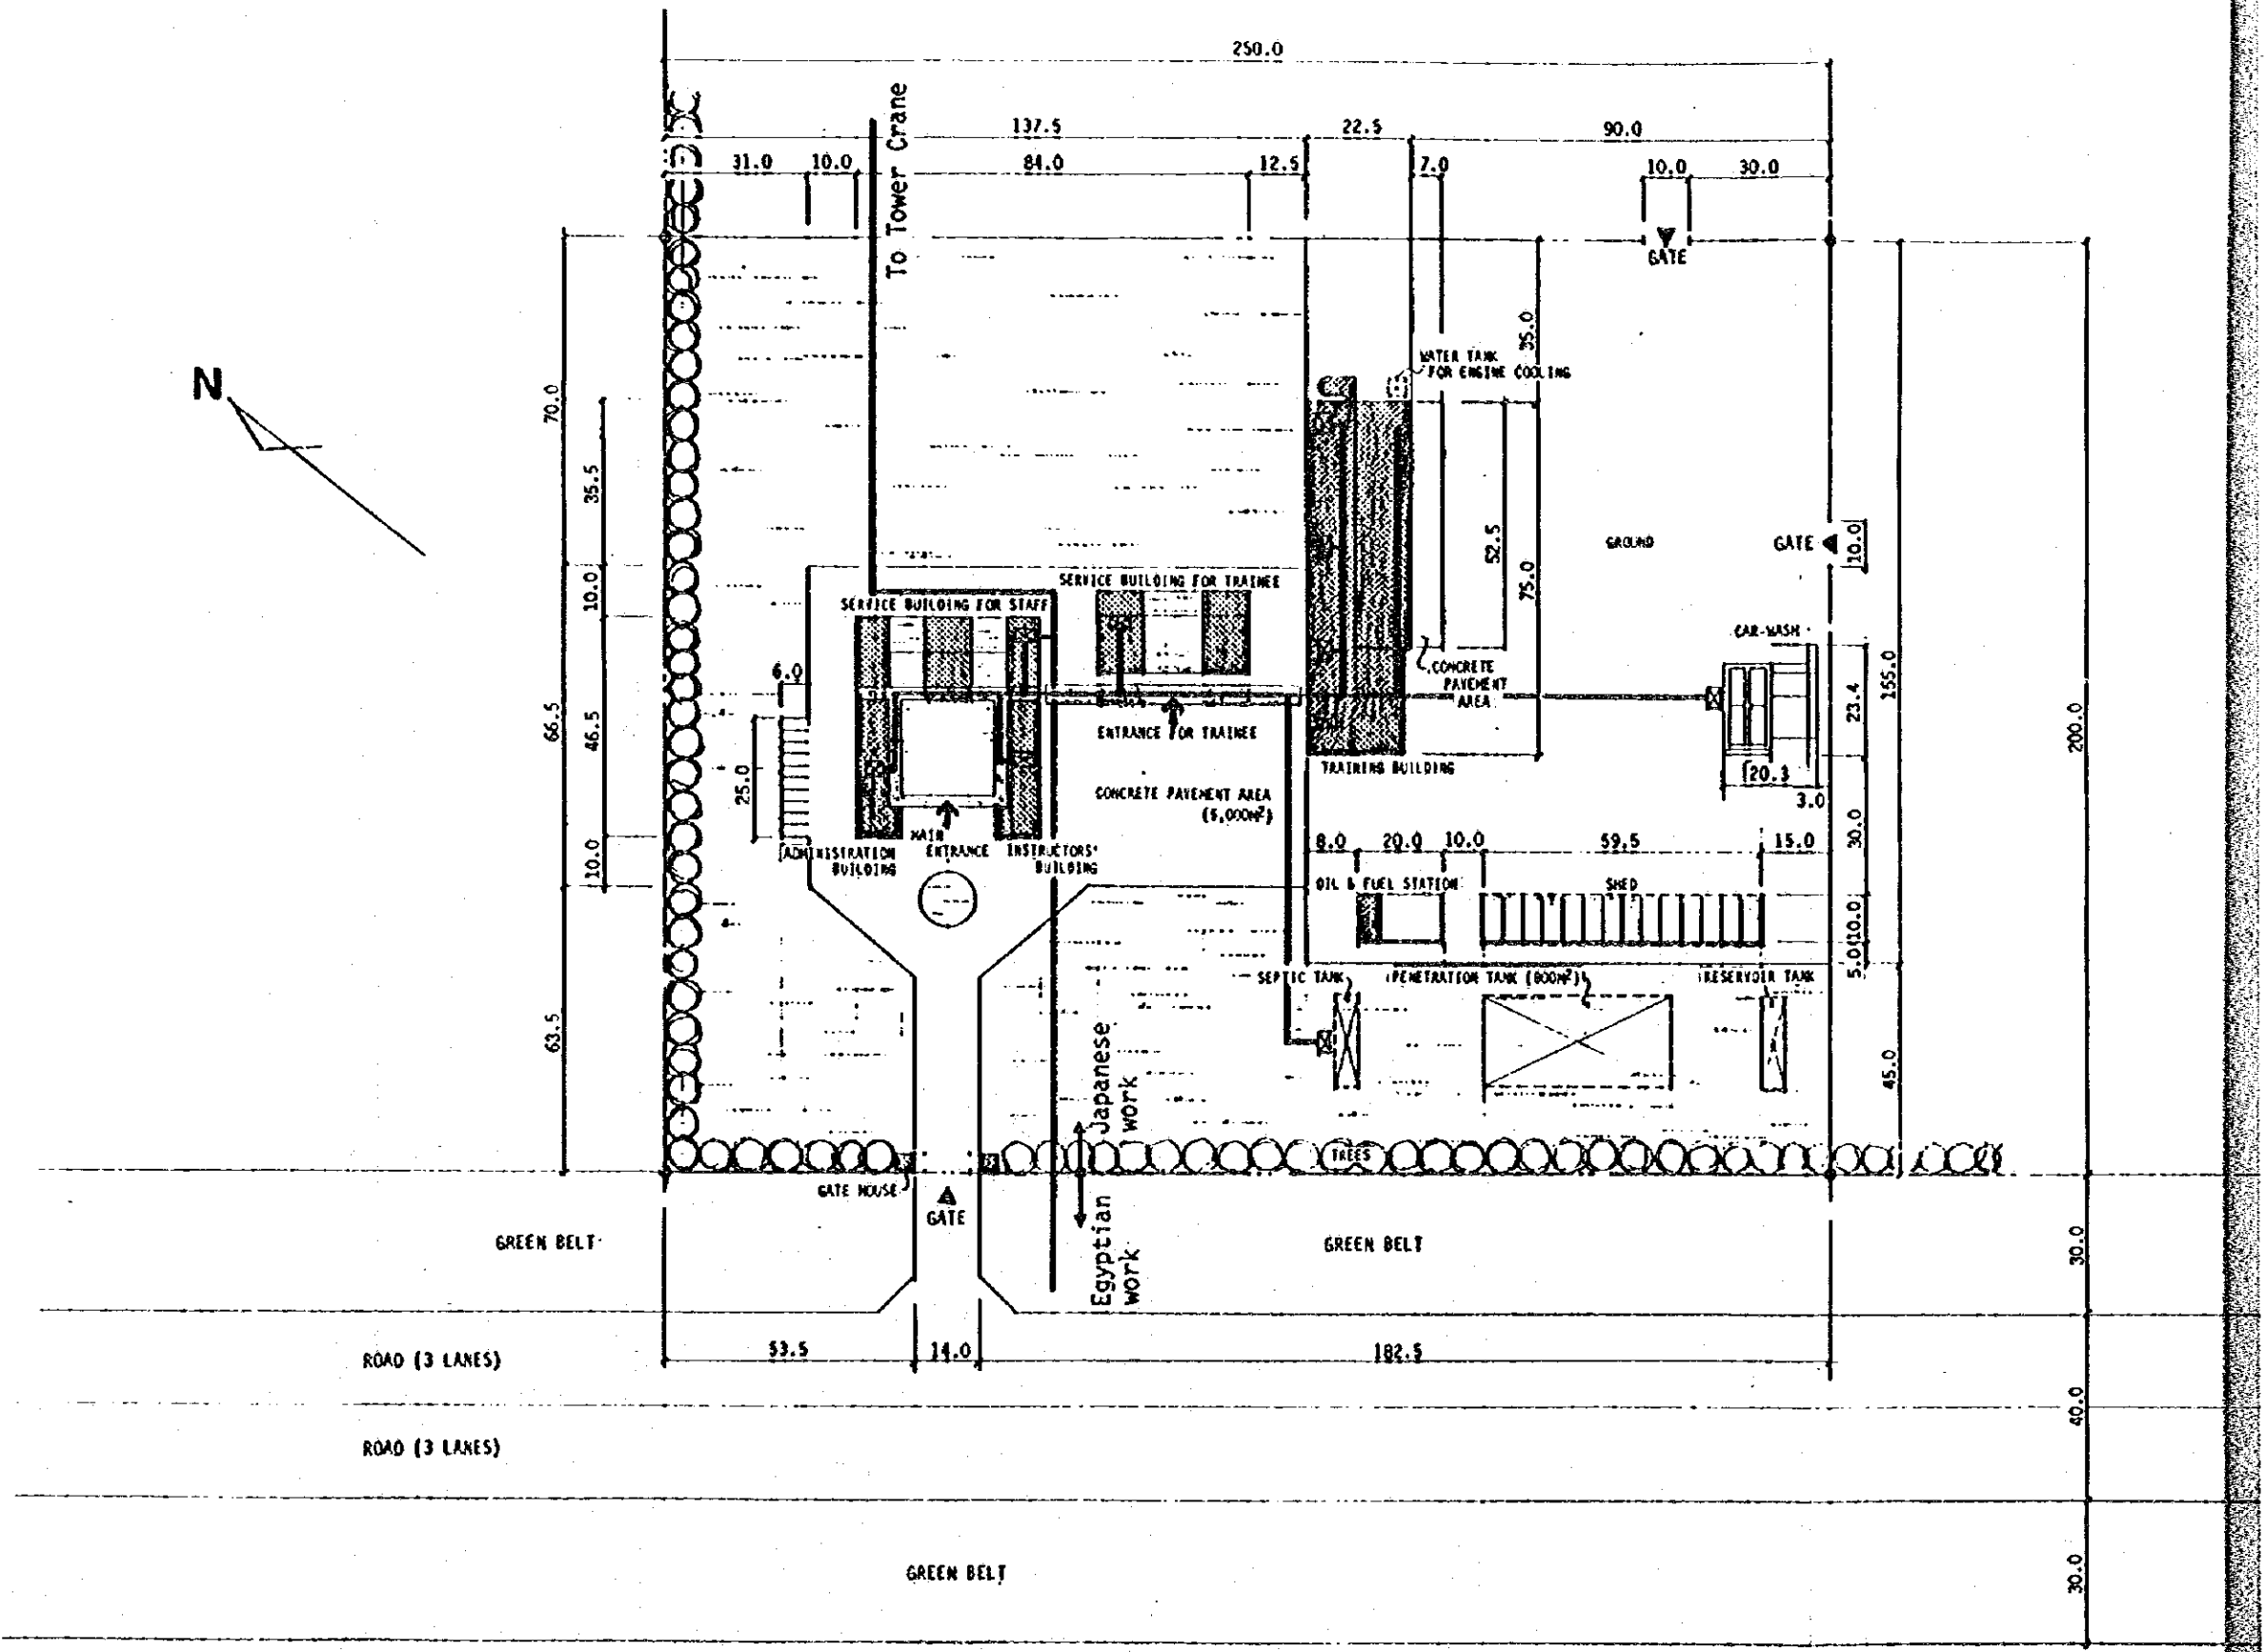 250.0
137.5
22.5
90.0
31.0
10.0
84.0
12.5
7.0
10.0
30.0
To Tower Crane
GATE
N
70.0
35.5
10.0
66.5
46.5
10.0
63.5
35.0
WATER TANK
FOR ENGINE COOLING
52.5
75.0
GROUND
GATE
10.0
155.0
200.0
SERVICE BUILDING FOR TRAINEE
SERVICE BUILDING FOR STAFF
CAR-WASH
6.0
25.0
CONCRETE
PAVEMENT
AREA
23.4
ENTRANCE FOR TRAINEE
TRAINING BUILDING
20.3
3.0
CONCRETE PAVEMENT AREA
MAIN
ENTRANCE
ADMINISTRATION
BUILDING
INSTRUCTORS'
BUILDING
8.0
20.0
10.0
59.5
15.0
30.0
OIL & FUEL STATION
SHED
10.0
5.0
SEPTIC TANK
PENETRATION TANK (800M²)
RESERVOIR TANK
45.0
Japanese
work
TREES
GATE HOUSE
GATE
Egyptian
work
GREEN BELT
GREEN BELT
30.0
53.5
14.0
182.5
ROAD (3 LANES)
40.0
ROAD (3 LANES)
GREEN BELT
30.0